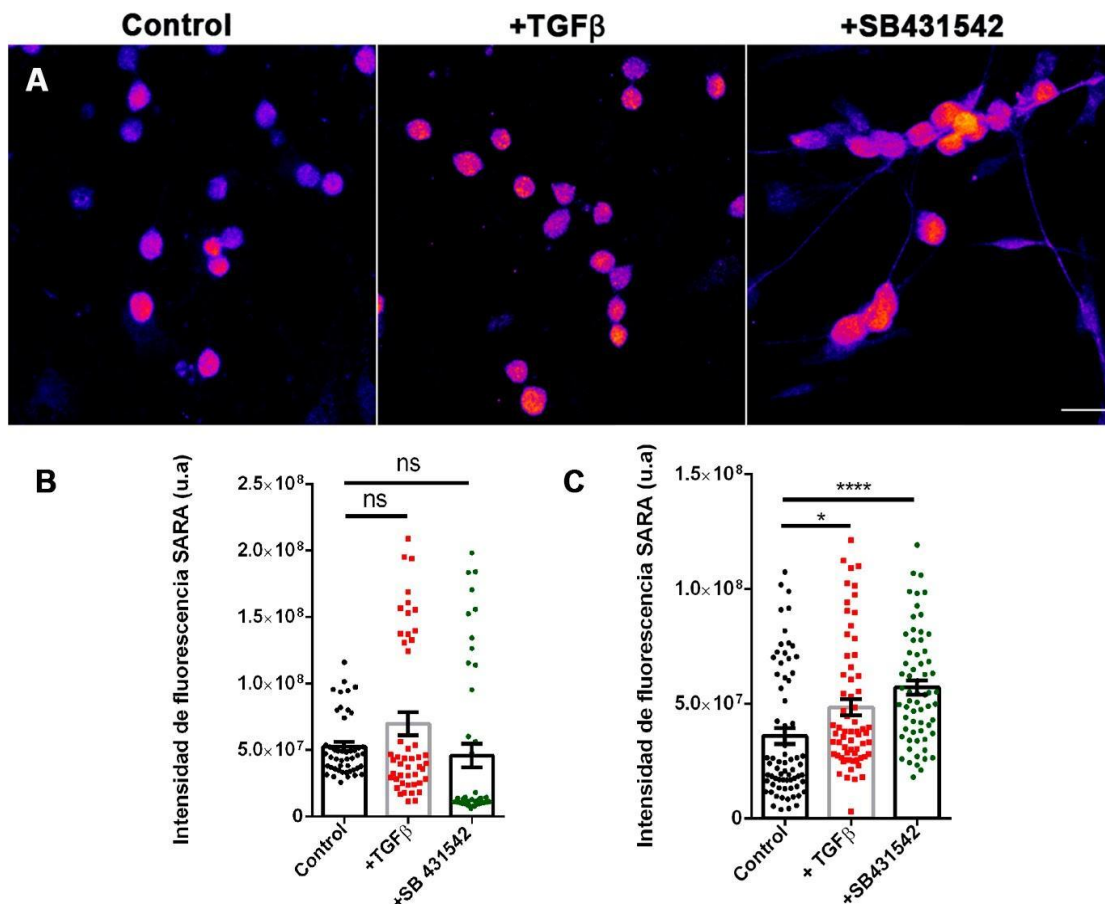 Control
+TGFβ
+SB431542
A
B
Intensidad de fluorescencia SARA (u.a)
2.5×10⁸
2.0×10⁸
1.5×10⁸
1.0×10⁸
5.0×10⁷
0
ns
ns
Control
+TGFβ
+SB 431542
C
Intensidad de fluorescencia SARA (u.a)
1.5×10⁸
1.0×10⁸
5.0×10⁷
0
****
*
Control
+ TGFβ
+SB431542